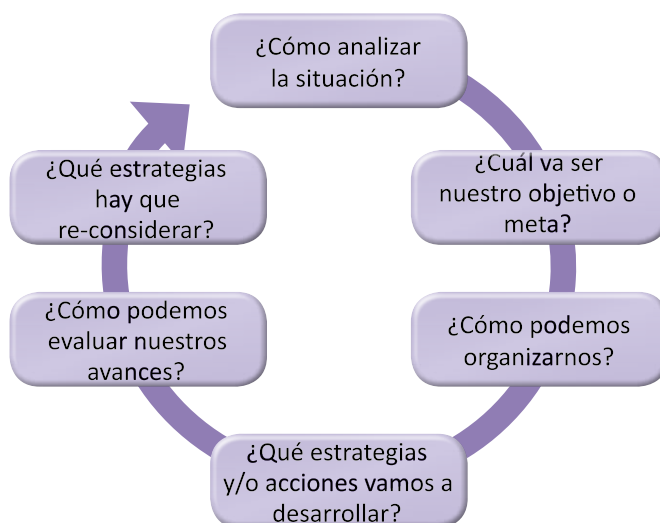 ¿Cómo analizar
la situación?
¿Cuál va ser
nuestro objetivo o
meta?
¿Cómo podemos
organizarnos?
¿Qué estrategias
y/o acciones vamos a
desarrollar?
¿Cómo podemos
evaluar nuestros
avances?
¿Qué estrategias
hay que
re-considerar?